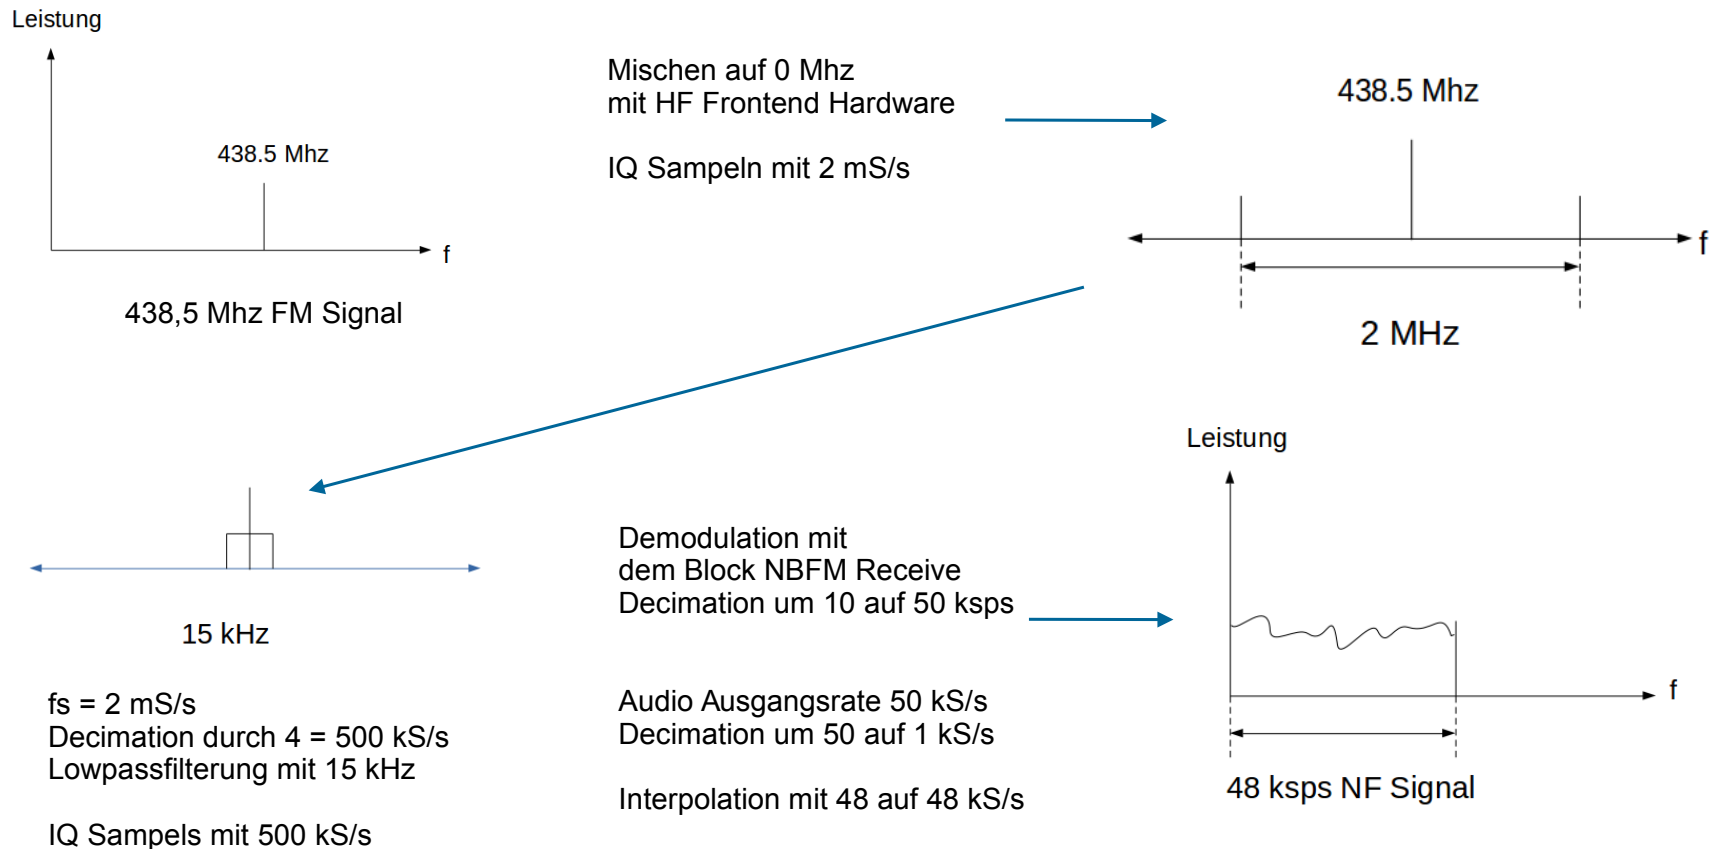 Leistung
438.5 Mhz
f
438,5 Mhz FM Signal
Mischen auf 0 Mhz
mit HF Frontend Hardware
IQ Sampeln mit 2 mS/s
438.5 Mhz
f
2 MHz
15 kHz
fs = 2 mS/s
Decimation durch 4 = 500 kS/s
Lowpassfilterung mit 15 kHz
IQ Sampels mit 500 kS/s
Demodulation mit
dem Block NBFM Receive
Decimation um 10 auf 50 ksps
Audio Ausgangsrate 50 kS/s
Decimation um 50 auf 1 kS/s
Interpolation mit 48 auf 48 kS/s
Leistung
f
48 ksps NF Signal